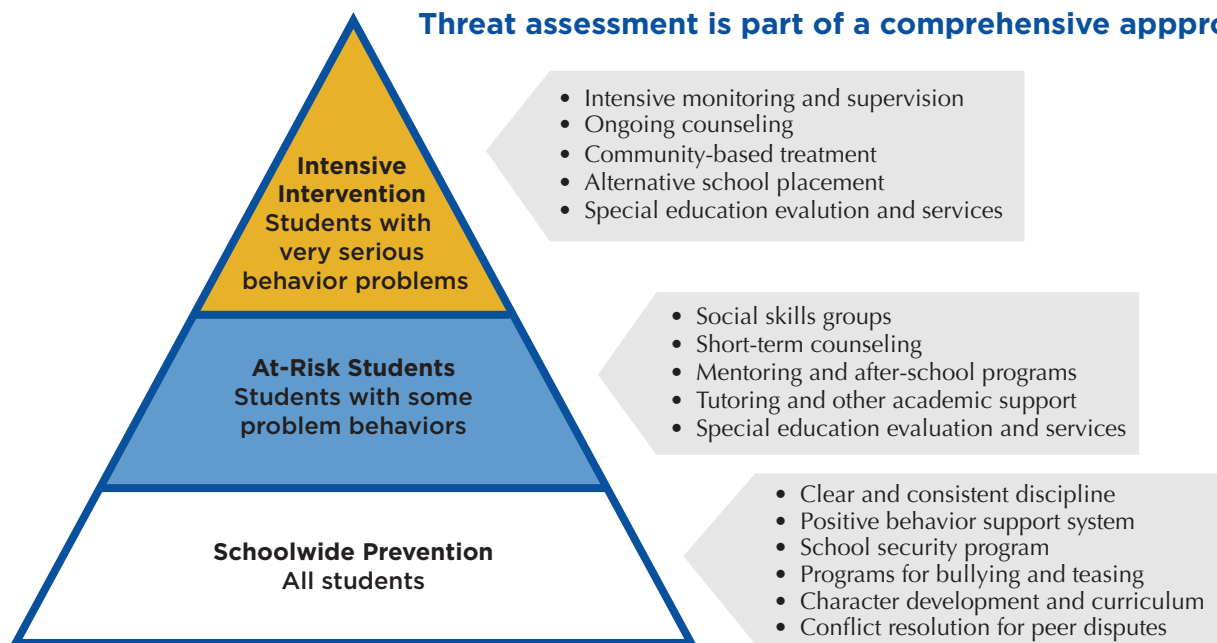 Threat assessment is part of a comprehensive apppro
• Intensive monitoring and supervision
• Ongoing counseling
• Community-based treatment
• Alternative school placement
• Special education evalution and services
Intensive
Intervention
Students with
very serious
behavior problems
• Social skills groups
• Short-term counseling
• Mentoring and after-school programs
• Tutoring and other academic support
• Special education evaluation and services
At-Risk Students
Students with some
problem behaviors
• Clear and consistent discipline
• Positive behavior support system
• School security program
• Programs for bullying and teasing
• Character development and curriculum
• Conflict resolution for peer disputes
Schoolwide Prevention
All students